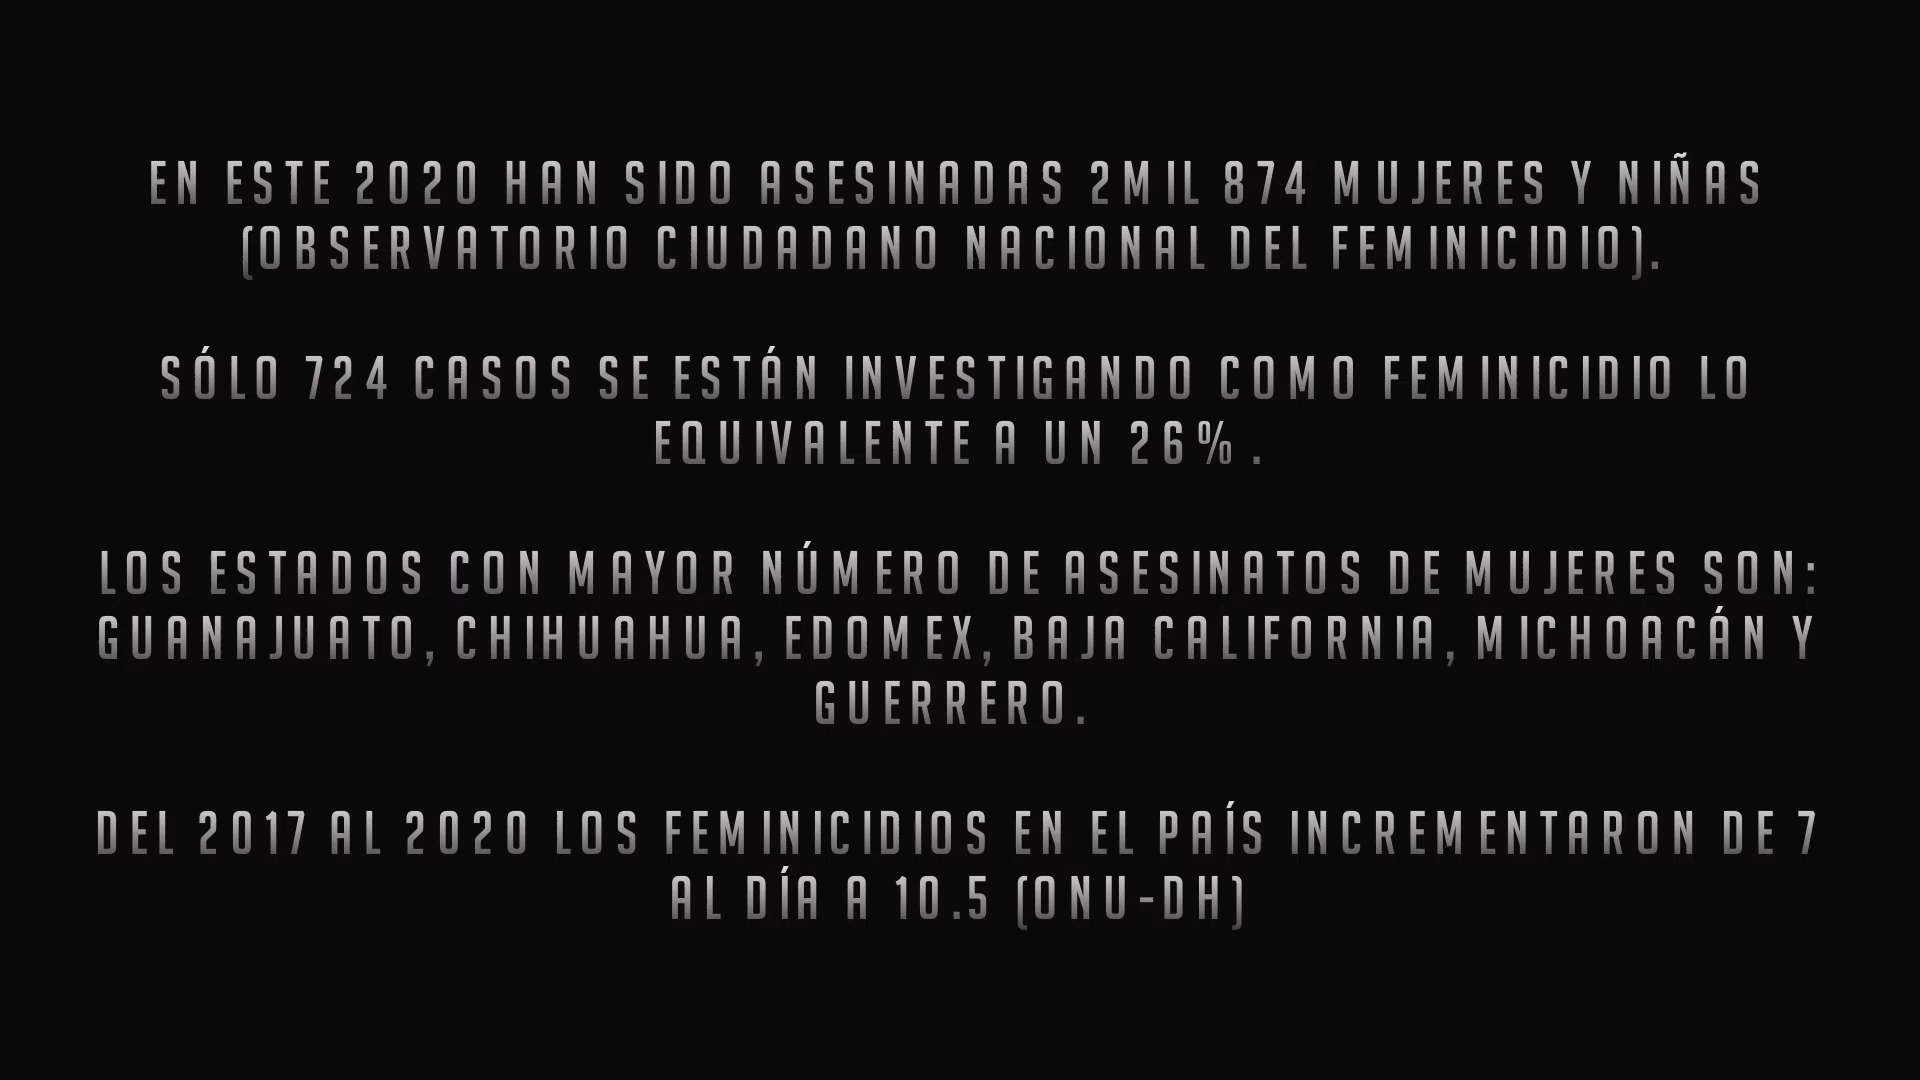 EN ESTE 2020 HAN SIDO ASESINADAS 2MIL 874 MUJERES Y NIÑAS
(OBSERVATORIO CIUDADANO NACIONAL DEL FEMINICIDIO).
SÓLO 724 CASOS SE ESTÁN INVESTIGANDO COMO FEMINICIDIO LO
EQUIVALENTE A UN 26% .
LOS ESTADOS CON MAYOR NÚMERO DE ASESINATOS DE MUJERES SON:
GUANAJUATO, CHIHUAHUA, EDOMEX, BAJA CALIFORNIA, MICHOACÁN Y
GUERRERO.
DEL 2017 AL 2020 LOS FEMINICIDIOS EN EL PAÍS INCREMENTARON DE 7
AL DÍA A 10.5 (ONU-DH)